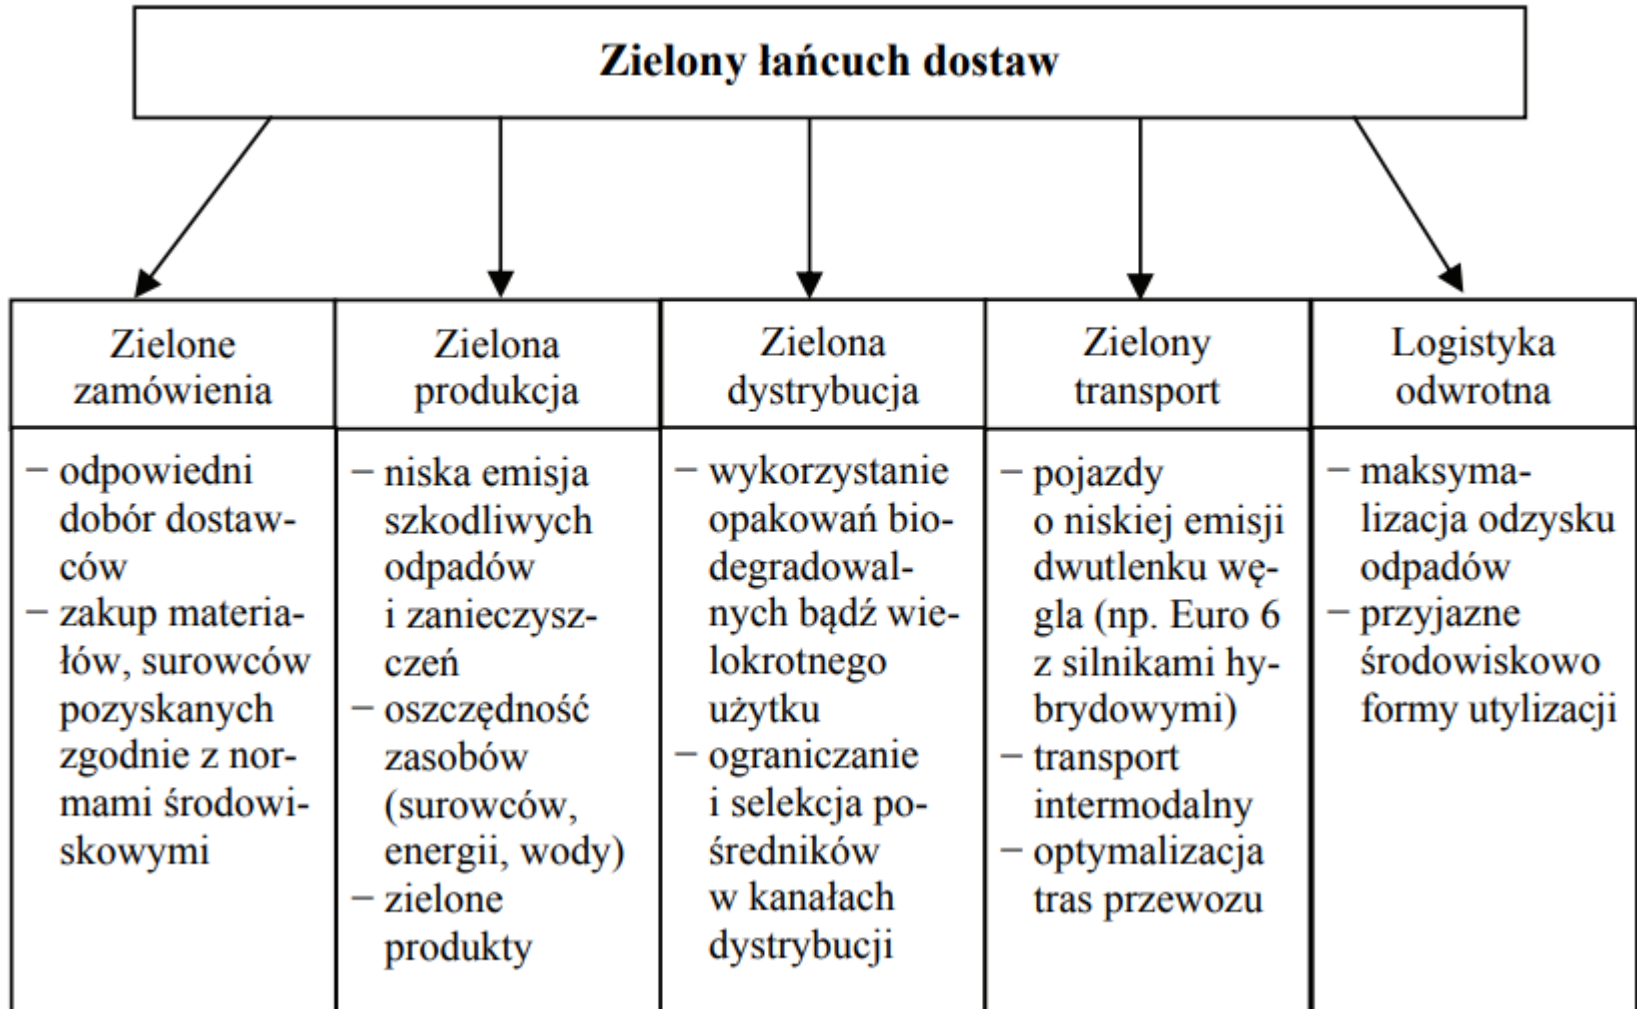 Zielony łańcuch dostaw
Zielone
zamówienia
Zielona
produkcja
Zielona
dystrybucja
Zielony
transport
Logistyka
odwrotna
− odpowiedni
dobór dostaw-
ców
− zakup materia-
łów, surowców
pozyskanych
zgodnie z nor-
mami środowi-
skowymi
− niska emisja
szkodliwych
odpadów
i zanieczysz-
czeń
− oszczędność
zasobów
(surowców,
energii, wody)
− zielone
produkty
− wykorzystanie
opakowań bio-
degradowal-
nych bądź wie-
lokrotnego
użytku
− ograniczanie
i selekcja po-
średników
w kanałach
dystrybucji
− pojazdy
o niskiej emisji
dwutlenku wę-
gla (np. Euro 6
z silnikami hy-
brydowymi)
− transport
intermodalny
− optymalizacja
tras przewozu
− maksyma-
lizacja odzysku
odpadów
− przyjazne
środowiskowo
formy utylizacji